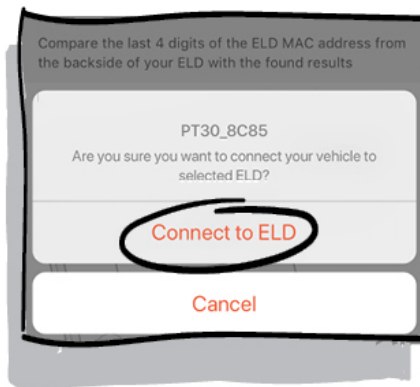 Compare the last 4 digits of the ELD MAC address from
the backside of your ELD with the found results
PT30_8C85
Are you sure you want to connect your vehicle to
selected ELD?
Connect to ELD
Cancel